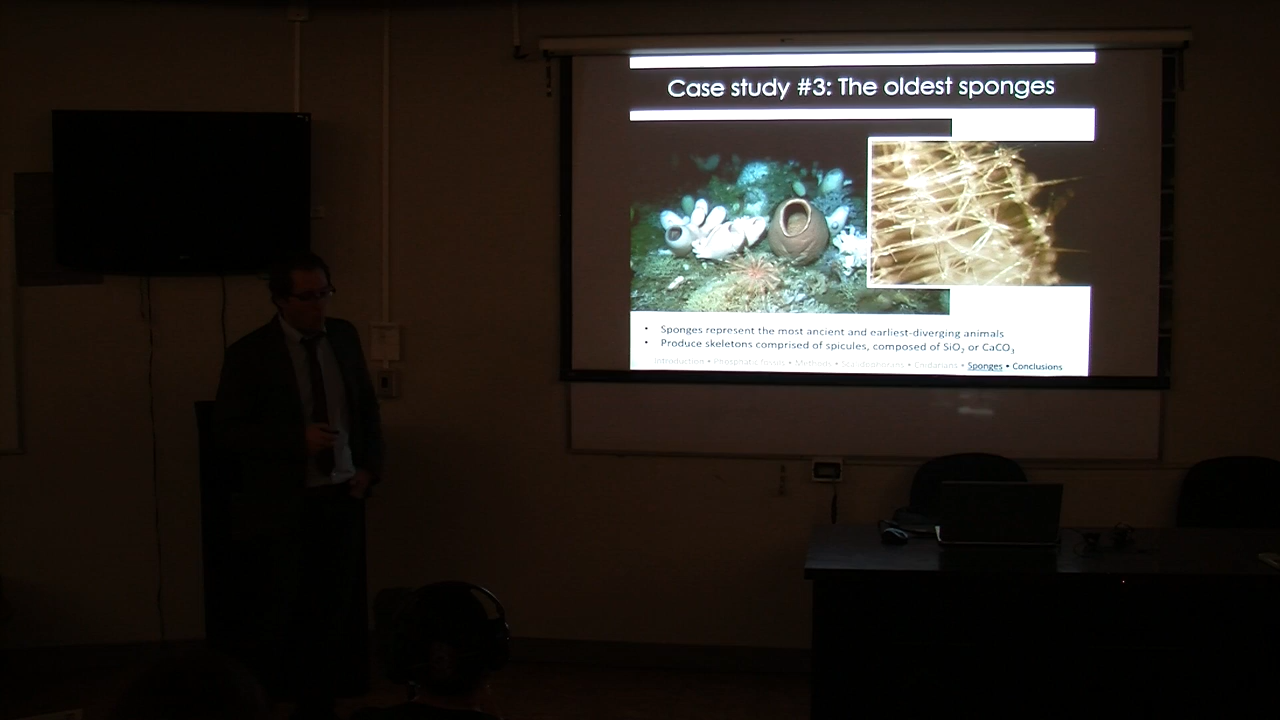 Case study #3: The oldest sponges
• Sponges represent the most ancient and earliest-diverging animals
• Produce skeletons comprised of spicules, composed of SiO₂ or CaCO₃
Introduction • Phosphatic fossils • Methods • • Cnidarians • Sponges • Conclusions